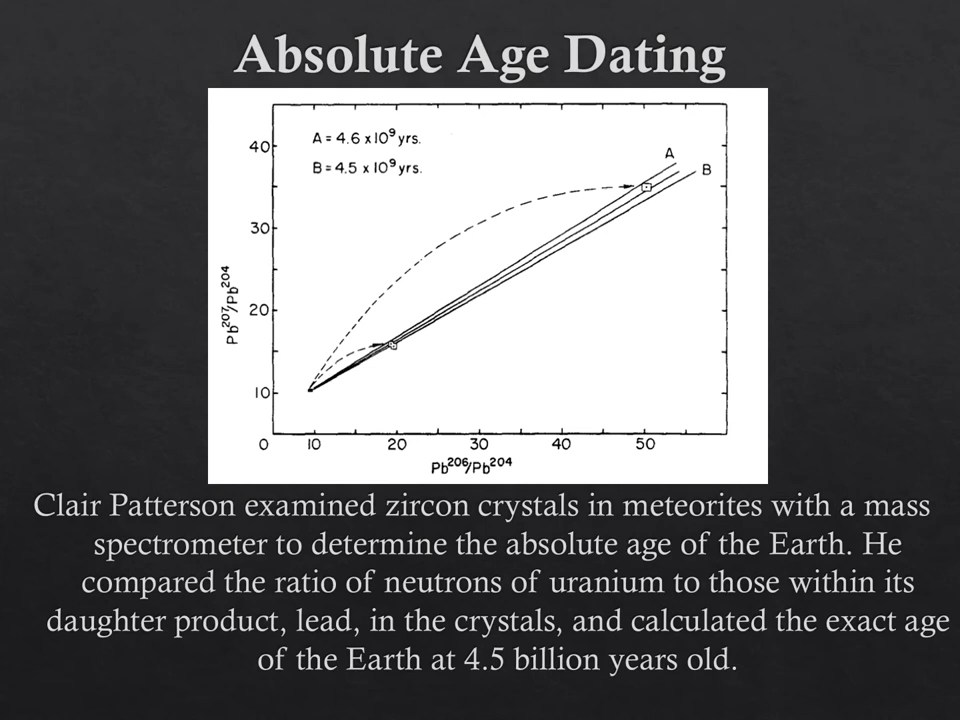 Absolute Age Dating
A = 4.6 x 10⁹ yrs.
B = 4.5 x 10⁹ yrs.
A
B
40
30
20
10
Pb²⁰⁷/Pb²⁰⁴
0 10 20 30 40 50
Pb²⁰⁶/Pb²⁰⁴
Clair Patterson examined zircon crystals in meteorites with a mass
spectrometer to determine the absolute age of the Earth. He
compared the ratio of neutrons of uranium to those within its
daughter product, lead, in the crystals, and calculated the exact age
of the Earth at 4.5 billion years old.